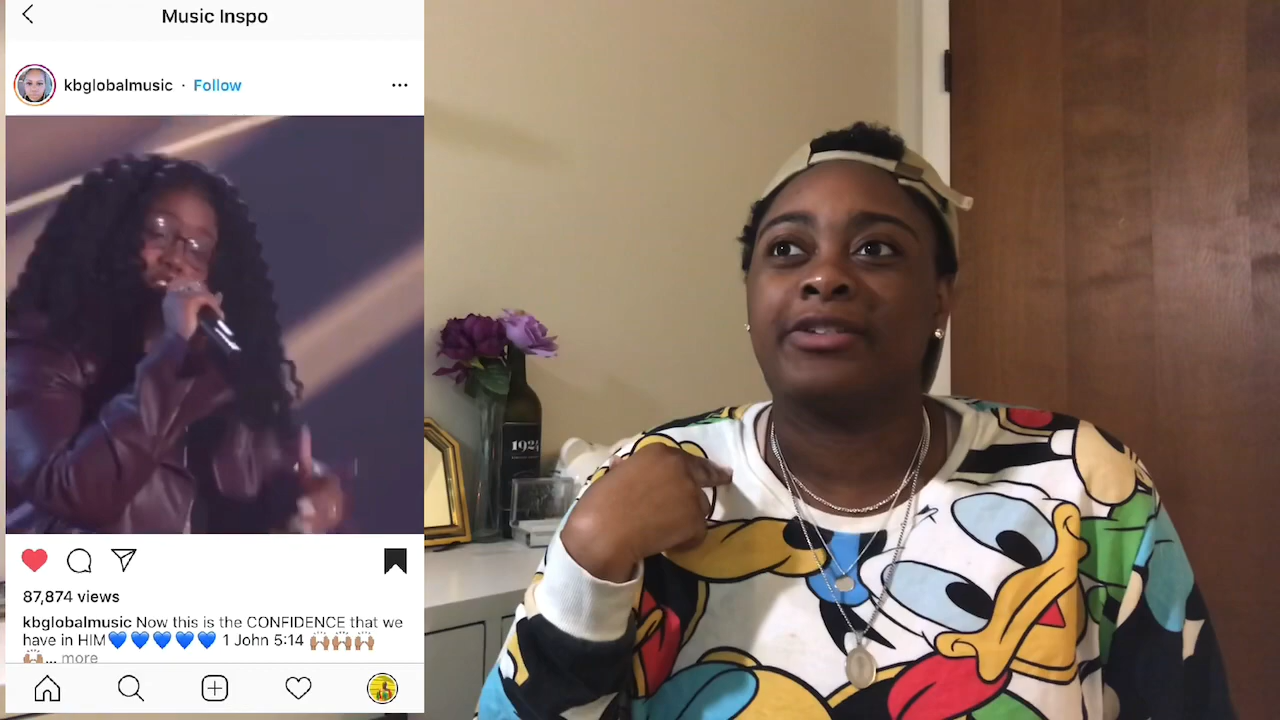 Music Inspo
kbglobalmusic · Follow
87,874 views
kbglobalmusic Now this is the CONFIDENCE that we
have in HIM💙💙💙💙💙 1 John 5:14 🙌🏽🙌🏽🙌🏽
🙌🏽... more
1924